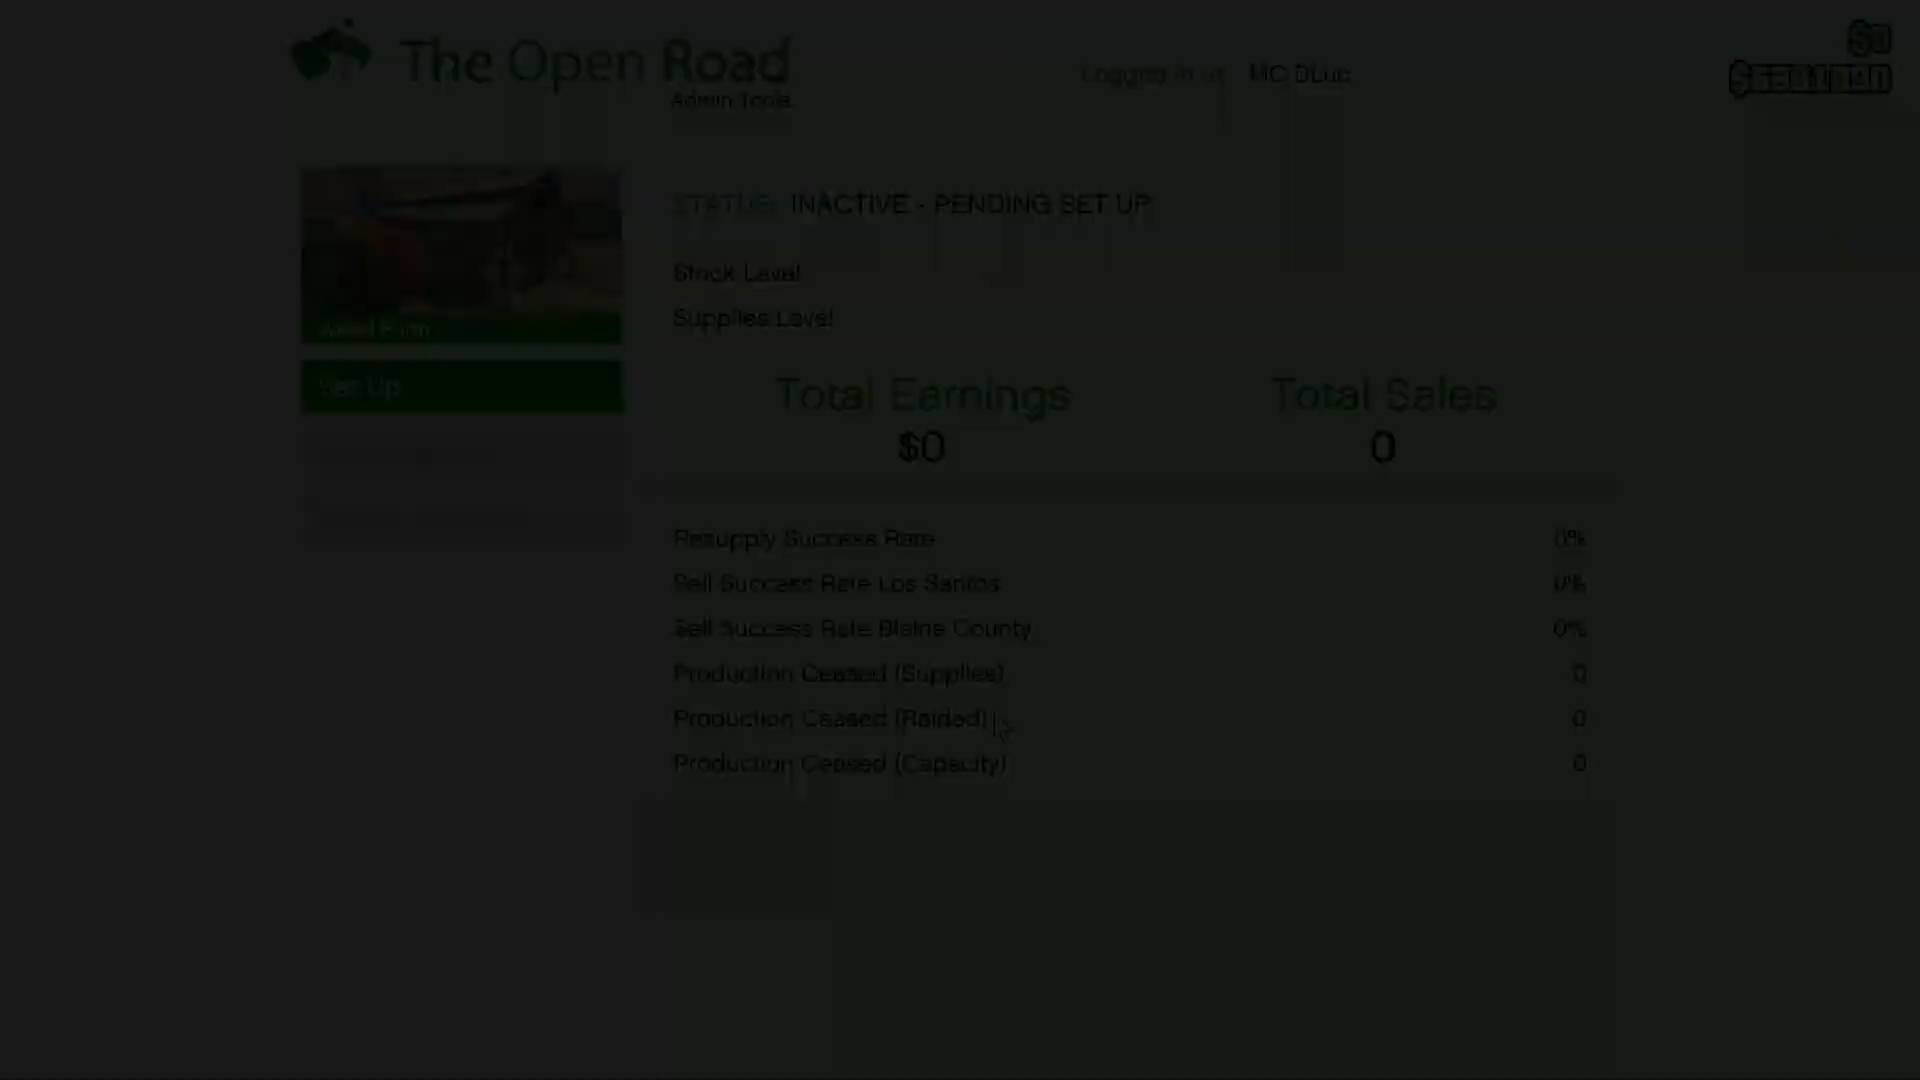 The Open Road
Admin Tools
Logged in as MC DLuc
$0
STATUS: INACTIVE - PENDING SET UP
Stock Level
Supplies Level
Weed Farm
Set Up
Total Earnings
$0
Total Sales
0
Resupply Success Rate 0%
Sell Success Rate Los Santos 0%
Sell Success Rate Blaine County 0%
Production Ceased (Supplies) 0
Production Ceased (Raided) 0
Production Ceased (Capacity) 0